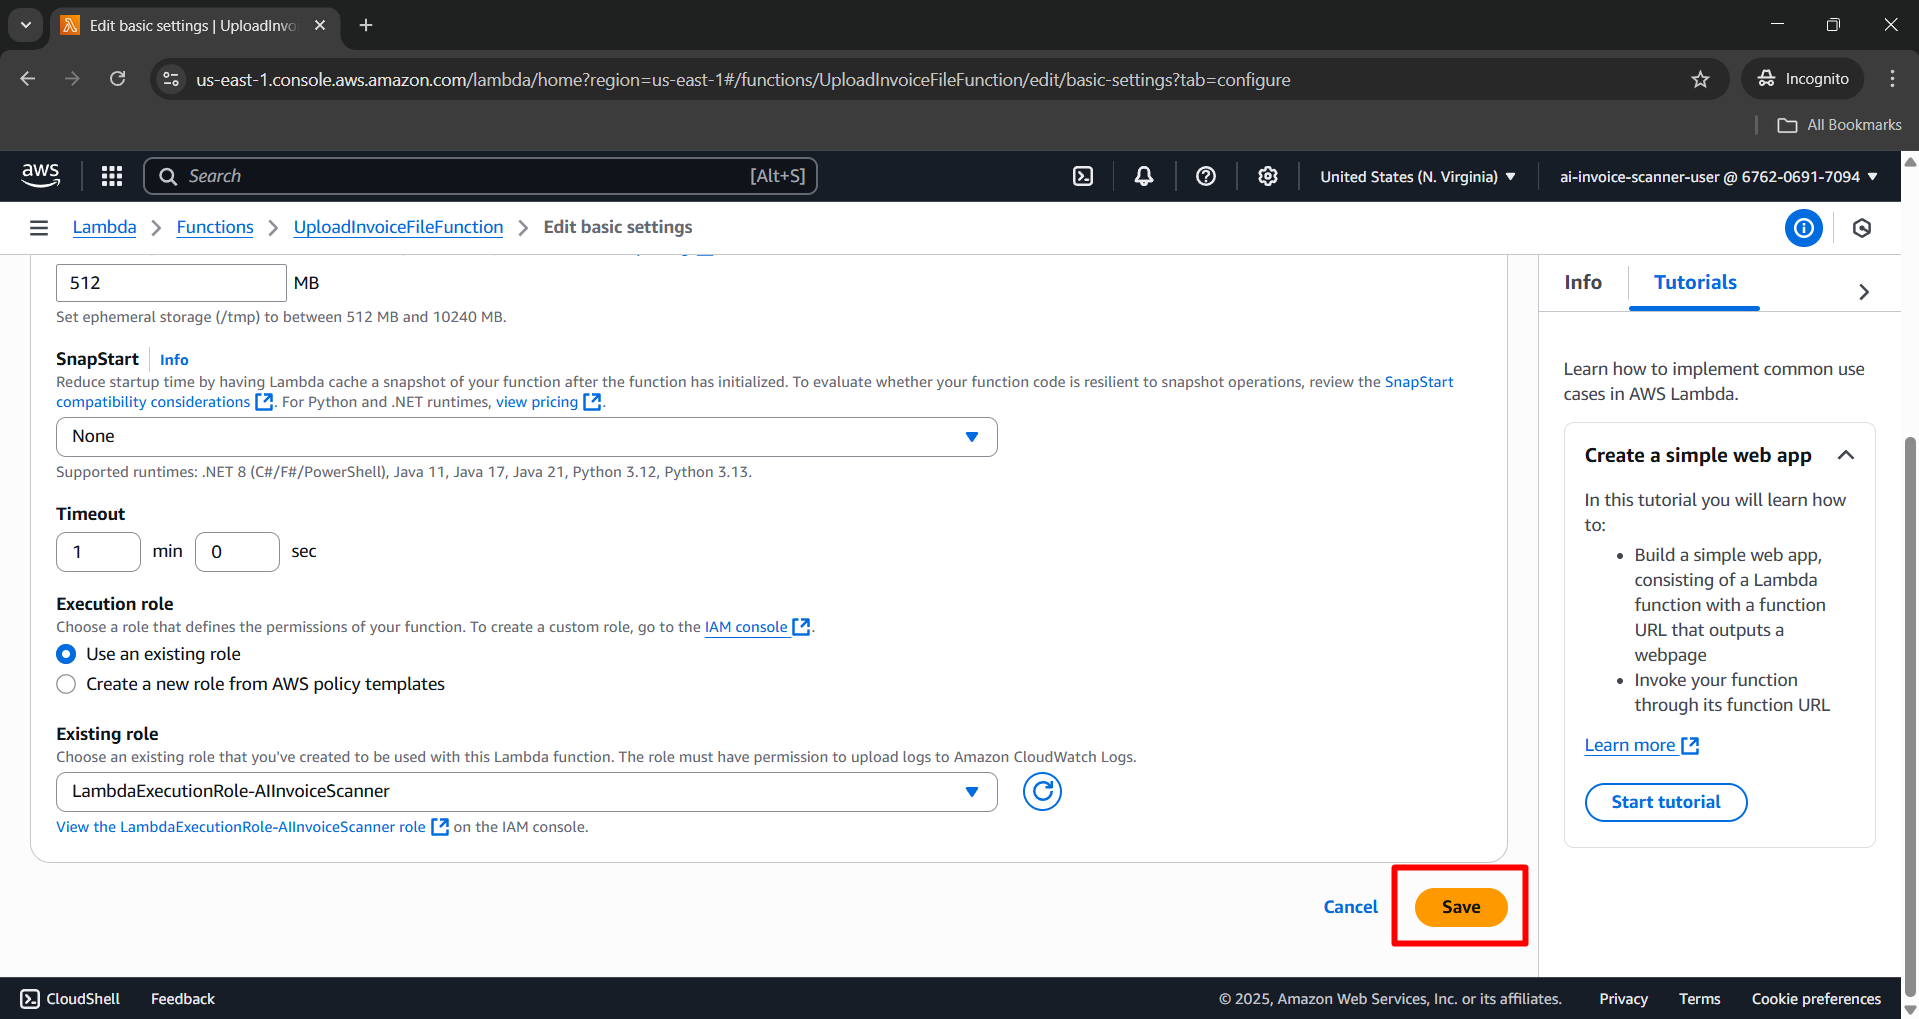 Edit basic settings | UploadInvo
us-east-1.console.aws.amazon.com/lambda/home?region=us-east-1#/functions/UploadInvoiceFileFunction/edit/basic-settings?tab=configure
Incognito
All Bookmarks
aws
Search
[Alt+S]
United States (N. Virginia)
ai-invoice-scanner-user @ 6762-0691-7094
Lambda
Functions
UploadInvoiceFileFunction
Edit basic settings
512
MB
Set ephemeral storage (/tmp) to between 512 MB and 10240 MB.
SnapStart
Info
Reduce startup time by having Lambda cache a snapshot of your function after the function has initialized. To evaluate whether your function code is resilient to snapshot operations, review the SnapStart
compatibility considerations. For Python and .NET runtimes, view pricing.
None
Supported runtimes: .NET 8 (C#/F#/PowerShell), Java 11, Java 17, Java 21, Python 3.12, Python 3.13.
Timeout
1 min 0 sec
Execution role
Choose a role that defines the permissions of your function. To create a custom role, go to the IAM console.
Use an existing role
Create a new role from AWS policy templates
Existing role
Choose an existing role that you've created to be used with this Lambda function. The role must have permission to upload logs to Amazon CloudWatch Logs.
LambdaExecutionRole-AIInvoiceScanner
View the LambdaExecutionRole-AIInvoiceScanner role on the IAM console.
Cancel
Save
Info
Tutorials
Learn how to implement common use
cases in AWS Lambda.
Create a simple web app
In this tutorial you will learn how
to:
• Build a simple web app,
consisting of a Lambda
function with a function
URL that outputs a
webpage
• Invoke your function
through its function URL
Learn more
Start tutorial
CloudShell
Feedback
© 2025, Amazon Web Services, Inc. or its affiliates.
Privacy
Terms
Cookie preferences